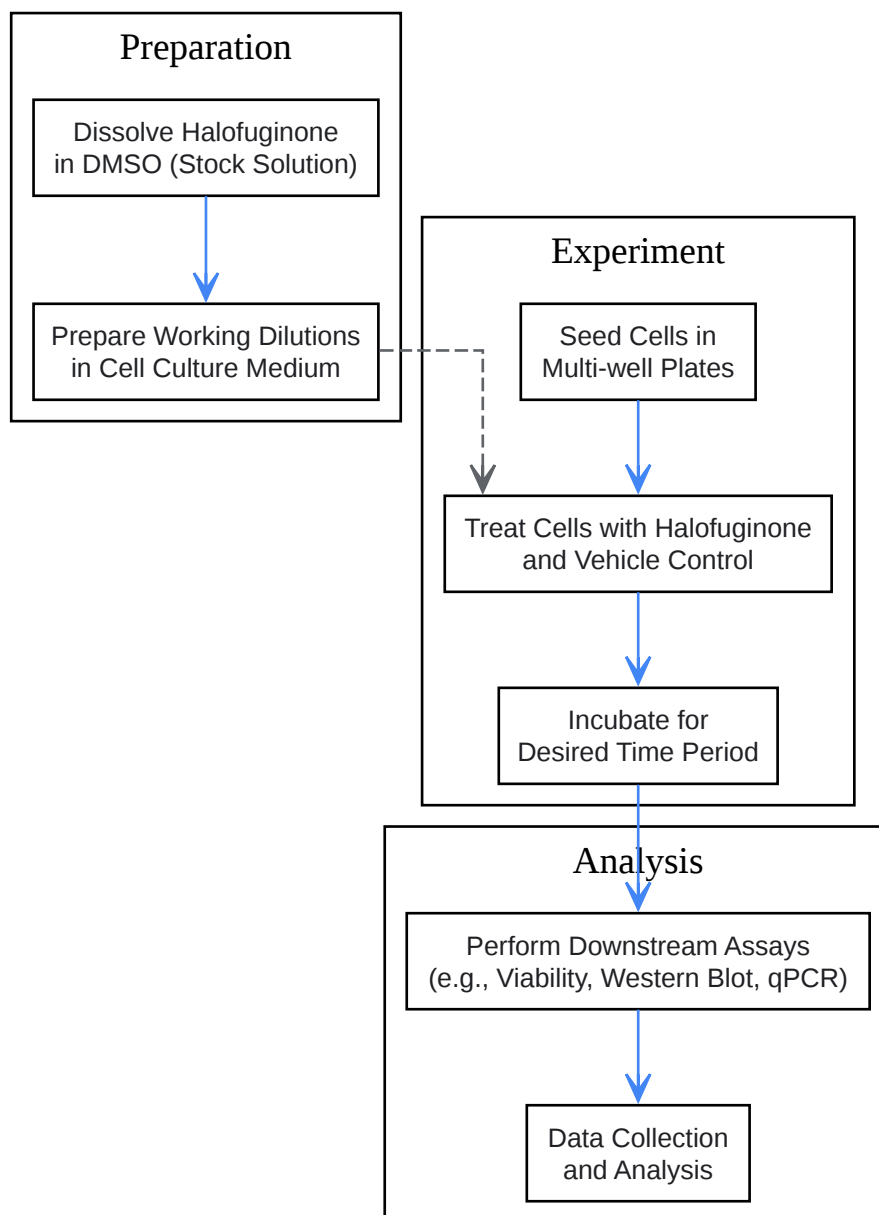 Preparation
Dissolve Halofuginone
in DMSO (Stock Solution)
Prepare Working Dilutions
in Cell Culture Medium
Experiment
Seed Cells in
Multi-well Plates
Treat Cells with Halofuginone
and Vehicle Control
Incubate for
Desired Time Period
Analysis
Perform Downstream Assays
(e.g., Viability, Western Blot, qPCR)
Data Collection
and Analysis